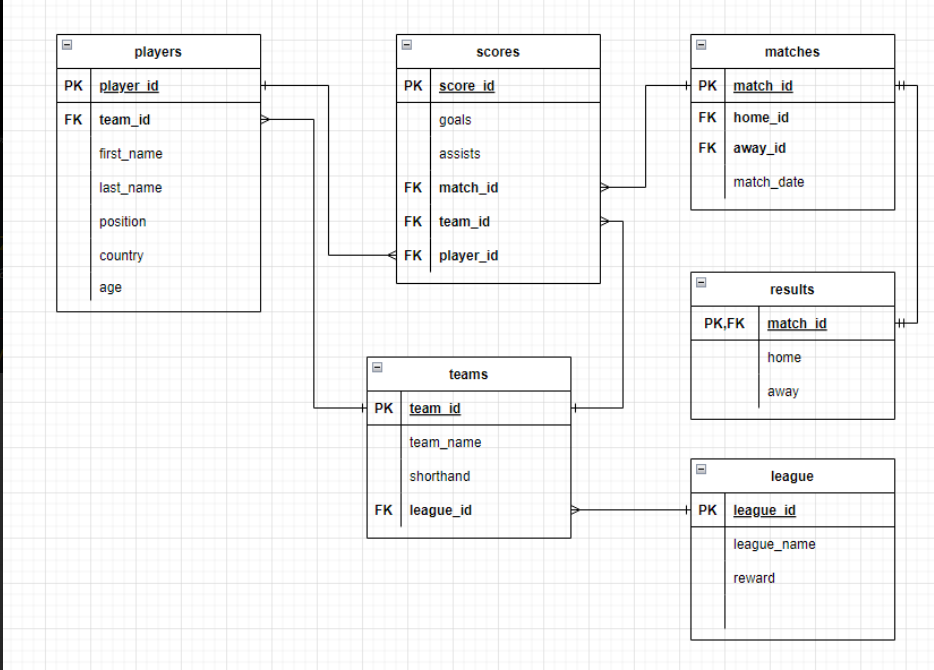 players
PK player_id
FK team_id
first_name
last_name
position
country
age
scores
PK score_id
goals
assists
FK match_id
FK team_id
FK player_id
matches
PK match_id
FK home_id
FK away_id
match_date
results
PK,FK match_id
home
away
teams
PK team_id
team_name
shorthand
FK league_id
league
PK league_id
league_name
reward